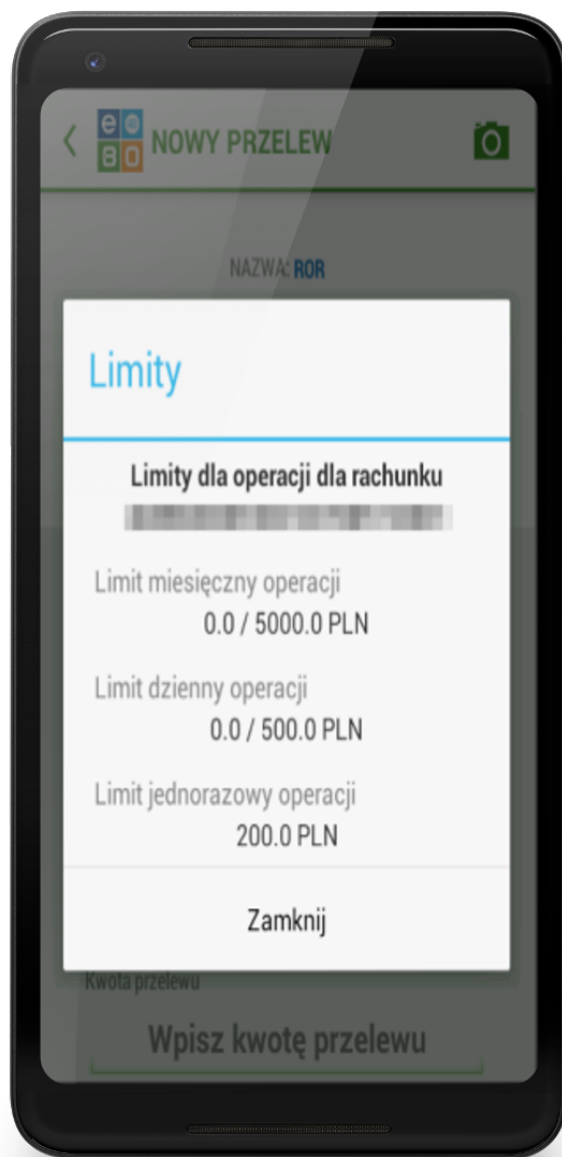 eBO
NOWY PRZELEW
NAZWA: ROR
Limity
Limity dla operacji dla rachunku
Limit miesięczny operacji
0.0 / 5000.0 PLN
Limit dzienny operacji
0.0 / 500.0 PLN
Limit jednorazowy operacji
200.0 PLN
Zamknij
Kwota przelewu
Wpisz kwotę przelewu